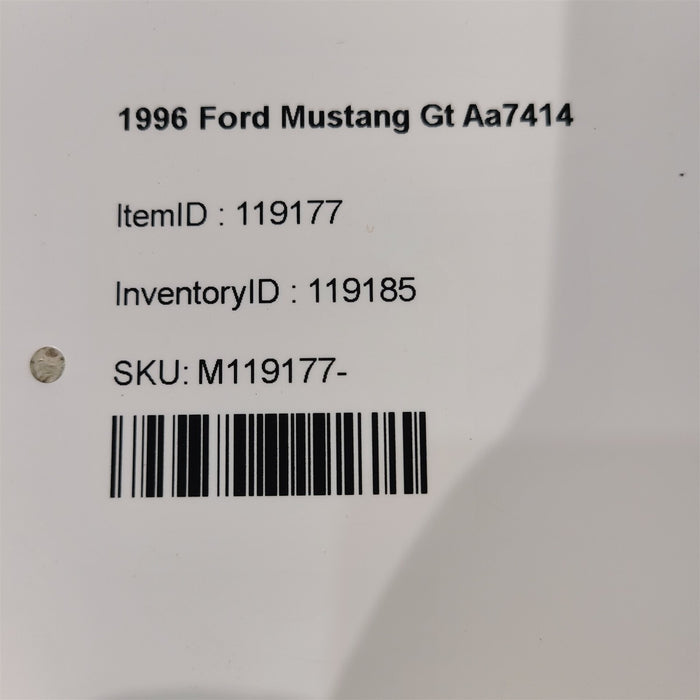 1996 Ford Mustang Gt Aa7414
ItemID : 119177
InventoryID : 119185
SKU: M119177-